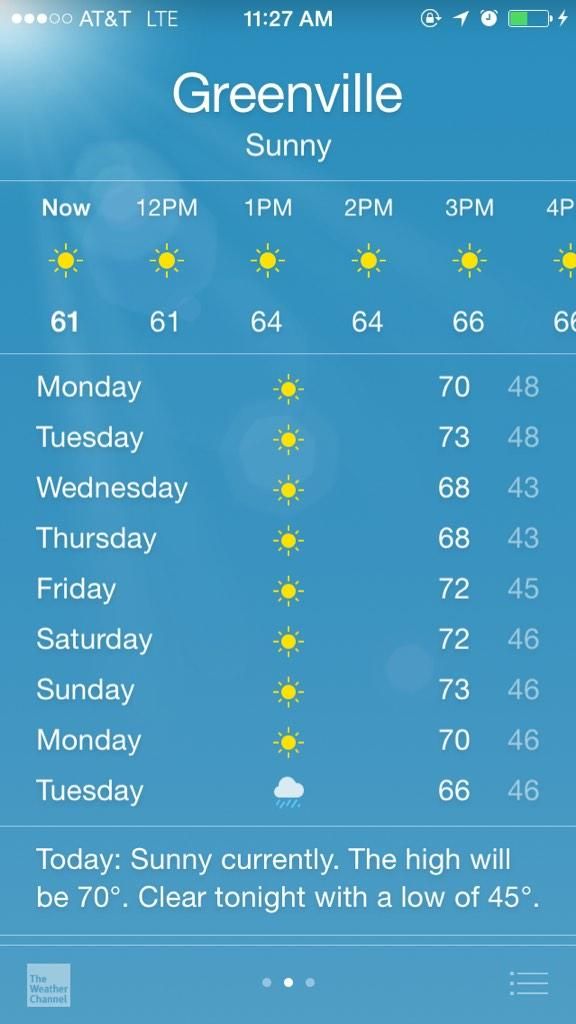 AT&T LTE 11:27 AM
Greenville
Sunny
Now 12PM 1PM 2PM 3PM 4P
61 61 64 64 66 66
Monday 70 48
Tuesday 73 48
Wednesday 68 43
Thursday 68 43
Friday 72 45
Saturday 72 46
Sunday 73 46
Monday 70 46
Tuesday 66 46
Today: Sunny currently. The high will
be 70°. Clear tonight with a low of 45°.
The
Weather
Channel